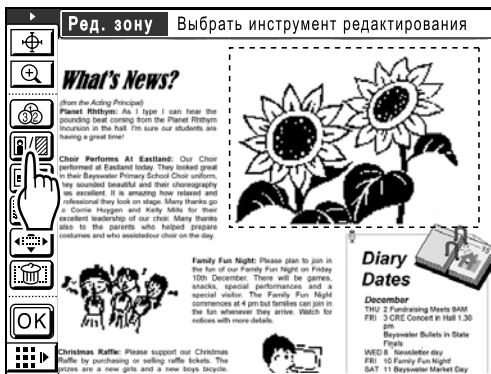 Ред. зону Выбрать инструмент редактирования
What's News?
(from the Acting Principal)
Planet Rhthym: As I type I can hear the
pounding beat coming from the Planet Rhthym
Incursion in the hall. I'm sure our students are
having a great time!
Choir Performs At Eastland: Our Choir
performed at Eastland today. They looked great
in their Bayswater Primary School Choir uniform,
hey sounded beautiful and their choreography
as excellent. It is amazing how relaxed and
rofessional they look on stage. Many thanks go
o Corrie Huygen and Kelly Mills for their
excellent leadership of our choir. Many thanks
also to the parents who helped prepare
costumes and who assistedour choir on the day.
Family Fun Night: Please plan to join in
the fun of our Family Fun Night on Friday
10th December. There will be games,
snacks, special performances and a
special visitor. The Family Fun Night
commences at 4 pm but families can join in
the fun whenever they arrive. Watch for
notices with more details.
Christmas Raffle: Please support our Christmas
Raffle by purchasing or selling raffle tickets. The
prizes are a new girls and a new boys bicycle.
Diary
Dates
December
THU 2 Fundraising Meets 9AM
FRI 3 CRE Concert in Hall 1.30
pm
Bayswater Bullets in State
Finals
WED 8 Newsletter day
FRI 10 Family Fun Night!
SAT 11 Bayswater Market Day
OK